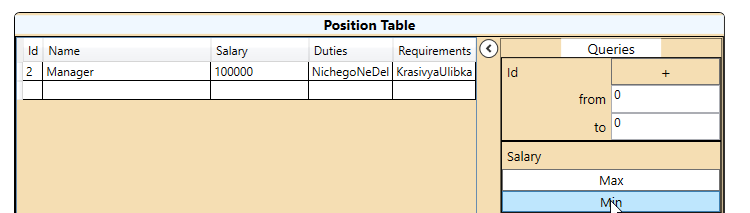 Position Table
Id Name Salary Duties Requirements
2 Manager 100000 NichegoNeDel KrasivyaUlibka
Queries
Id +
from 0
to 0
Salary
Max
Min